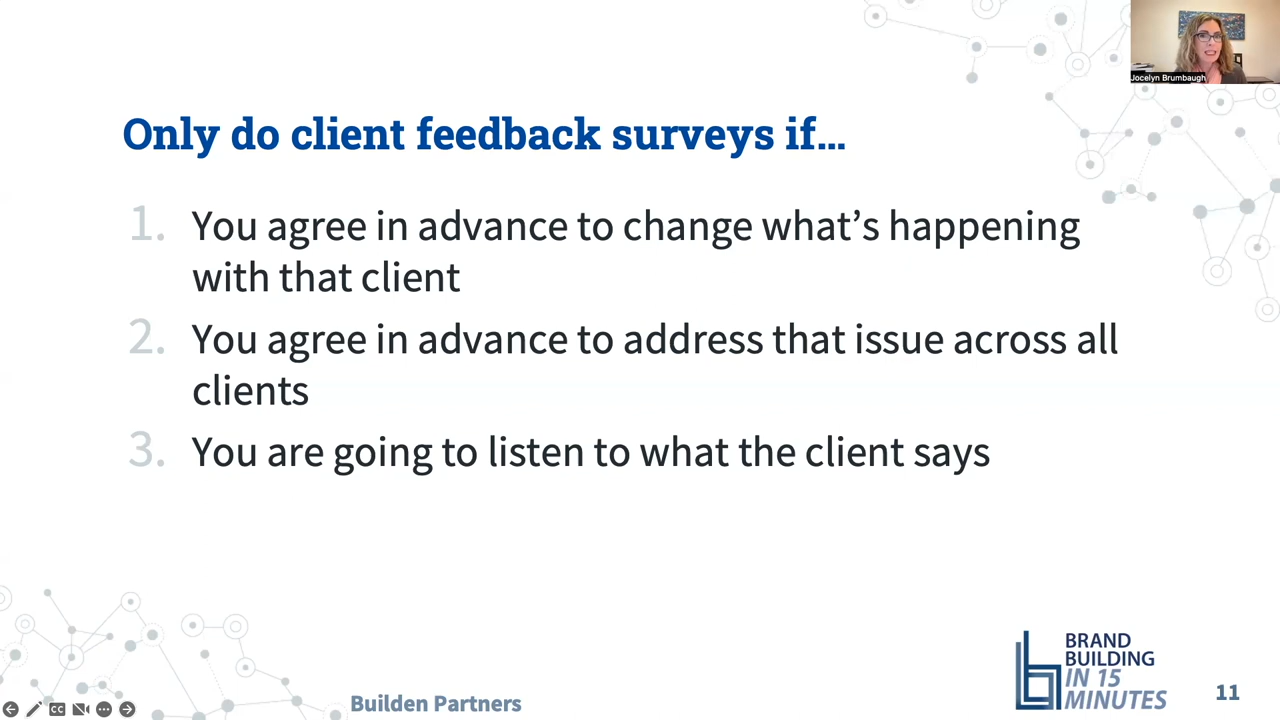 Jocelyn Brumbaugh
Only do client feedback surveys if...
1. You agree in advance to change what’s happening
with that client
2. You agree in advance to address that issue across all
clients
3. You are going to listen to what the client says
CC
Builden Partners
BRAND
BUILDING
IN 15
MINUTES
11